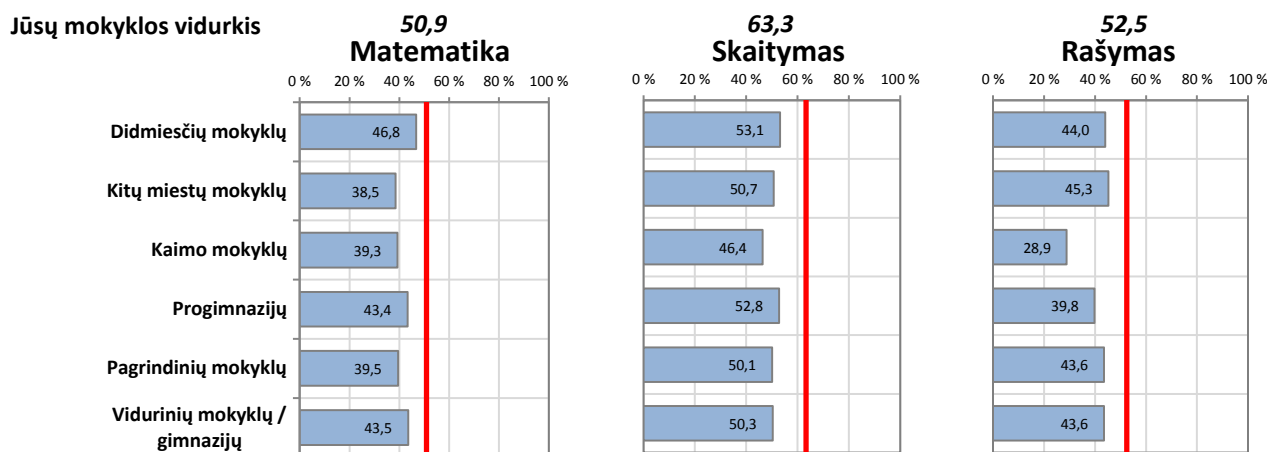 Jūsų mokyklos vidurkis 50,9 63,3 52,5
Matematika Skaitymas Rašymas
0 % 20 % 40 % 60 % 80 % 100 % 0 % 20 % 40 % 60 % 80 % 100 % 0 % 20 % 40 % 60 % 80 % 100 %
Didmiesčių mokyklų 46,8 53,1 44,0
Kitų miestų mokyklų 38,5 50,7 45,3
Kaimo mokyklų 39,3 46,4 28,9
Progimnazijų 43,4 52,8 39,8
Pagrindinių mokyklų 39,5 50,1 43,6
Vidurinių mokyklų /
gimnazijų 43,5 50,3 43,6